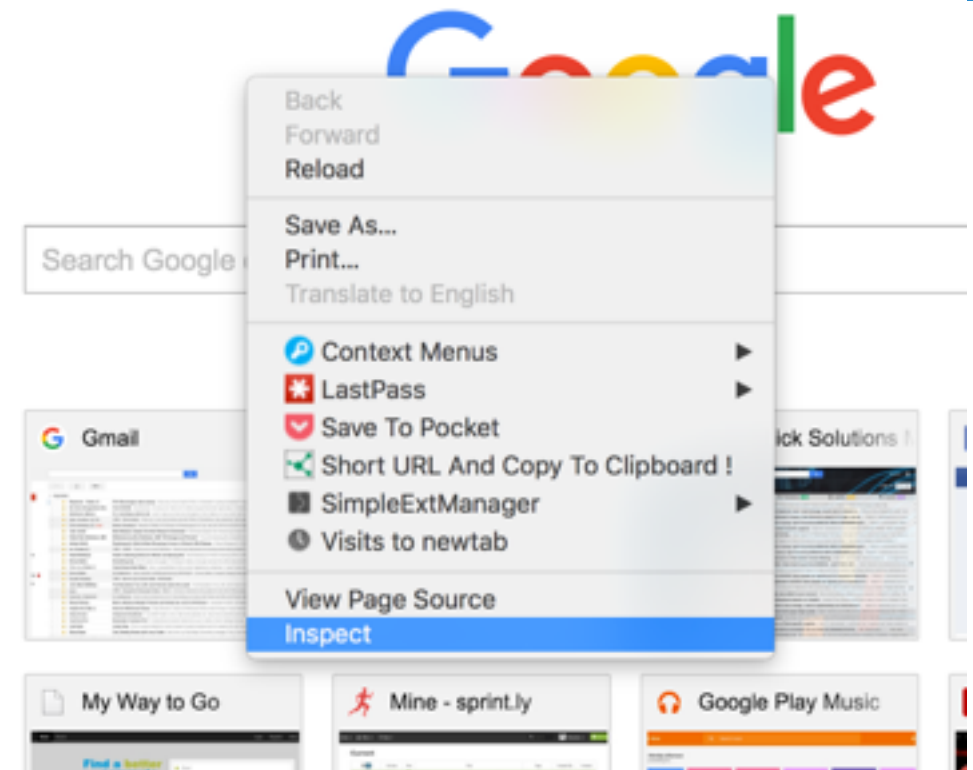 Google
Back
Forward
Reload
Save As...
Search Google
Print...
Translate to English
Context Menus
LastPass
Save To Pocket
Short URL And Copy To Clipboard !
SimpleExtManager
Visits to newtab
View Page Source
Inspect
Gmail
ick Solutions
My Way to Go
Mine - sprint.ly
Google Play Music
Find a better